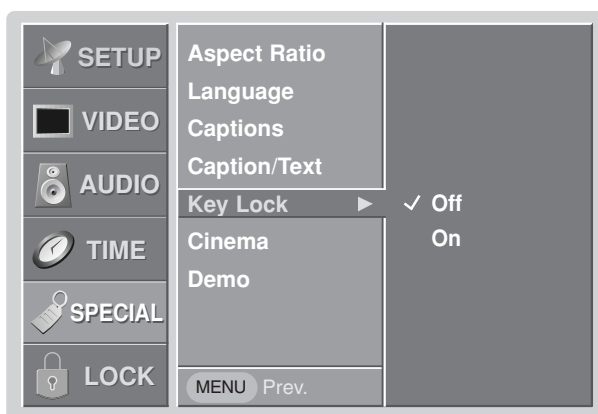 SETUP
VIDEO
AUDIO
TIME
SPECIAL
LOCK
Aspect Ratio
Language
Captions
Caption/Text
Key Lock
Cinema
Demo
MENU Prev.
Off
On